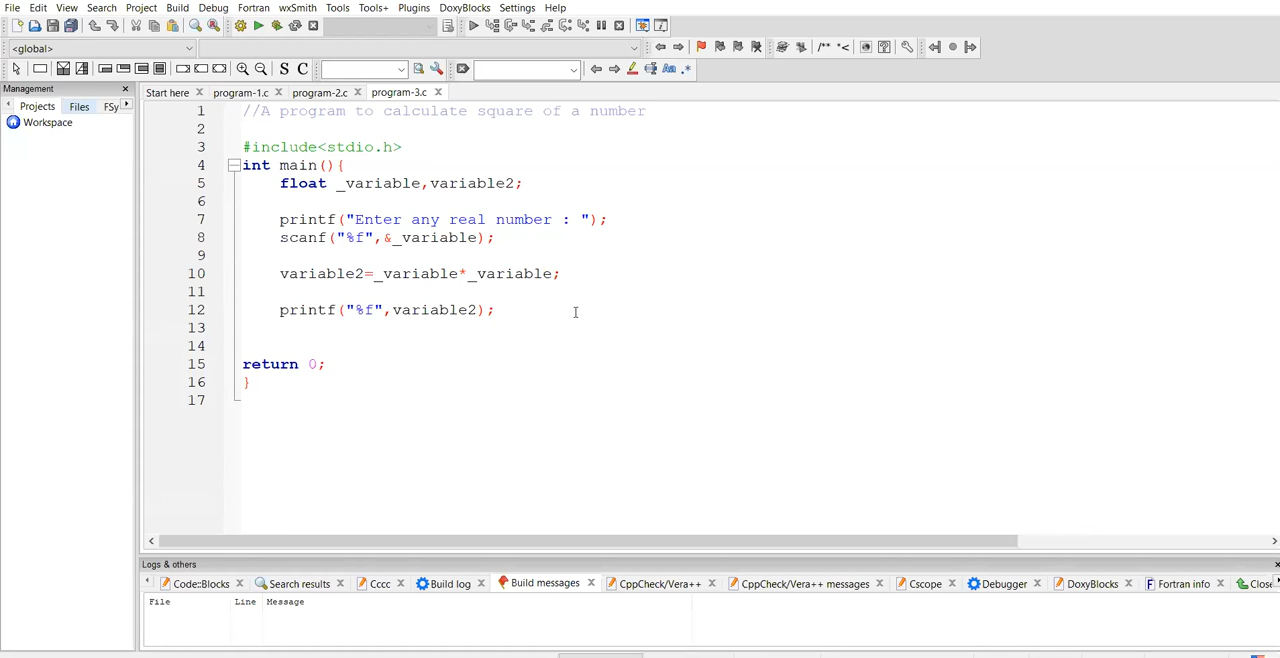 File Edit View Search Project Build Debug Fortran wxSmith Tools Tools+ Plugins DoxyBlocks Settings Help
<global>
S C
Aa .*
Management
Projects Files FSy
Workspace
Start here program-1.c program-2.c program-3.c
1 //A program to calculate square of a number
2
3 #include<stdio.h>
4 int main(){
5 float _variable,variable2;
6
7 printf("Enter any real number : ");
8 scanf("%f",&_variable);
9
10 variable2=_variable*_variable;
11
12 printf("%f",variable2);
13
14
15 return 0;
16 }
17
Logs & others
Code::Blocks Search results Cccc Build log Build messages CppCheck/Vera++ CppCheck/Vera++ messages Cscope Debugger DoxyBlocks Fortran info Close
File Line Message